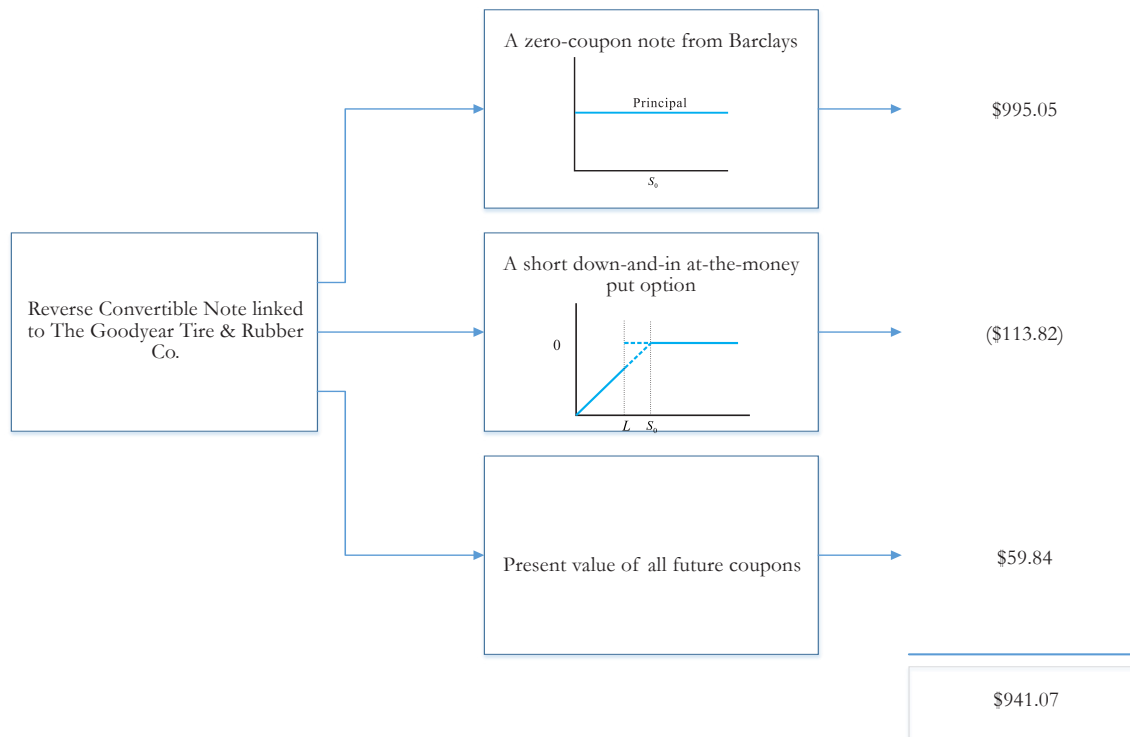 A zero-coupon note from Barclays
Principal
S₀
$995.05
Reverse Convertible Note linked
to The Goodyear Tire & Rubber
Co.
A short down-and-in at-the-money
put option
0
L S₀
($113.82)
Present value of all future coupons
$59.84
$941.07